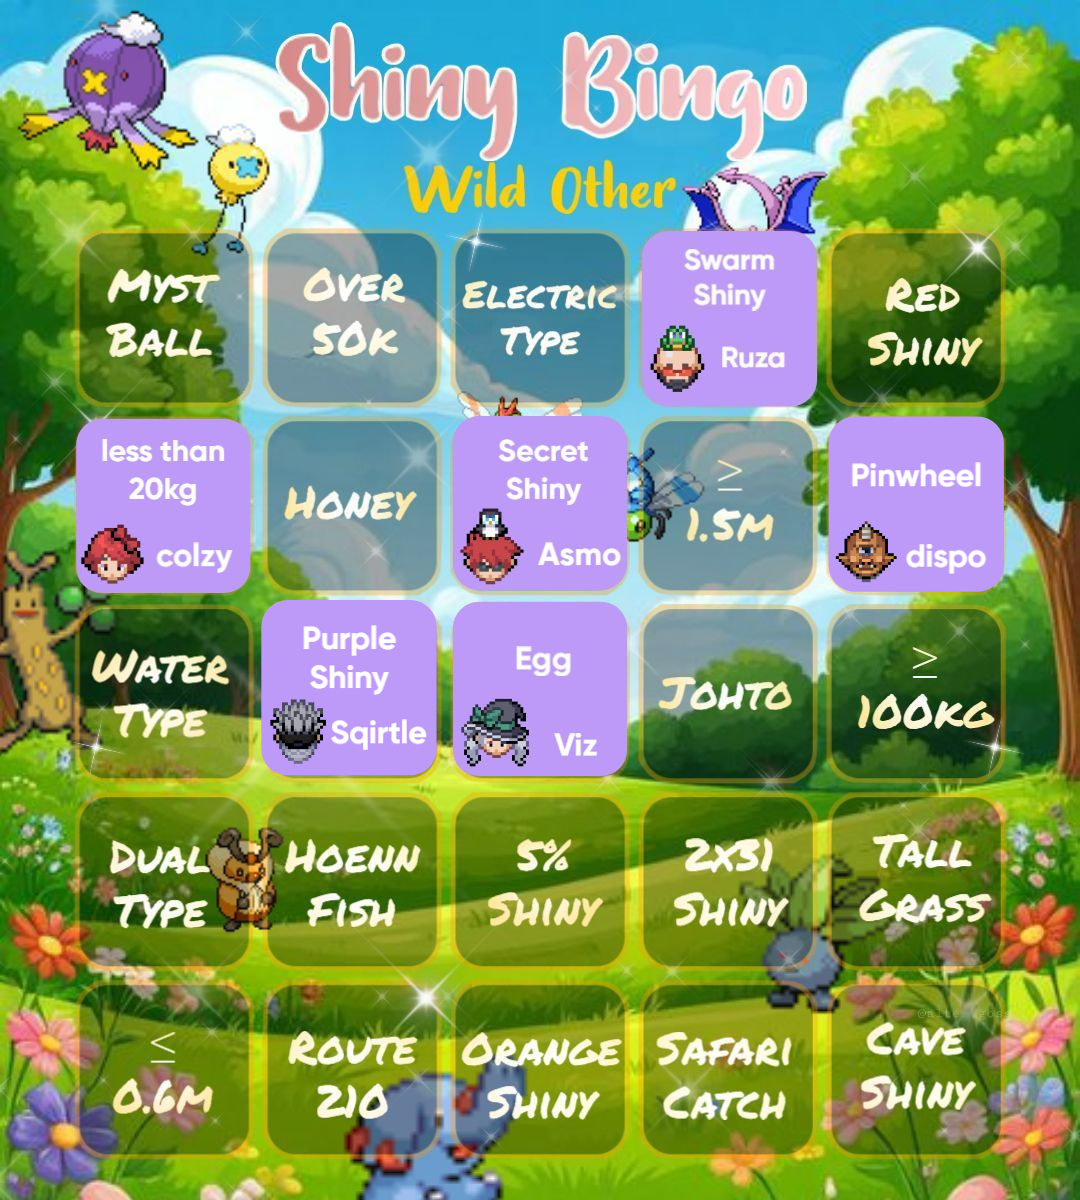 Shiny Bingo
Wild Other
MYST
BALL
OVER
50K
ELECTRIC
TYPE
Swarm
Shiny
Ruza
RED
SHINY
less than
20kg
colzy
HONEY
Secret
Shiny
Asmo
≥
1.5M
Pinwheel
dispo
WATER
TYPE
Purple
Shiny
Sqirtle
Egg
Viz
JOHTO
≥
100KG
DUAL
TYPE
HOENN
FISH
5%
SHINY
2X31
SHINY
TALL
GRASS
≤
0.6M
ROUTE
210
ORANGE
SHINY
SAFARI
CATCH
CAVE
SHINY